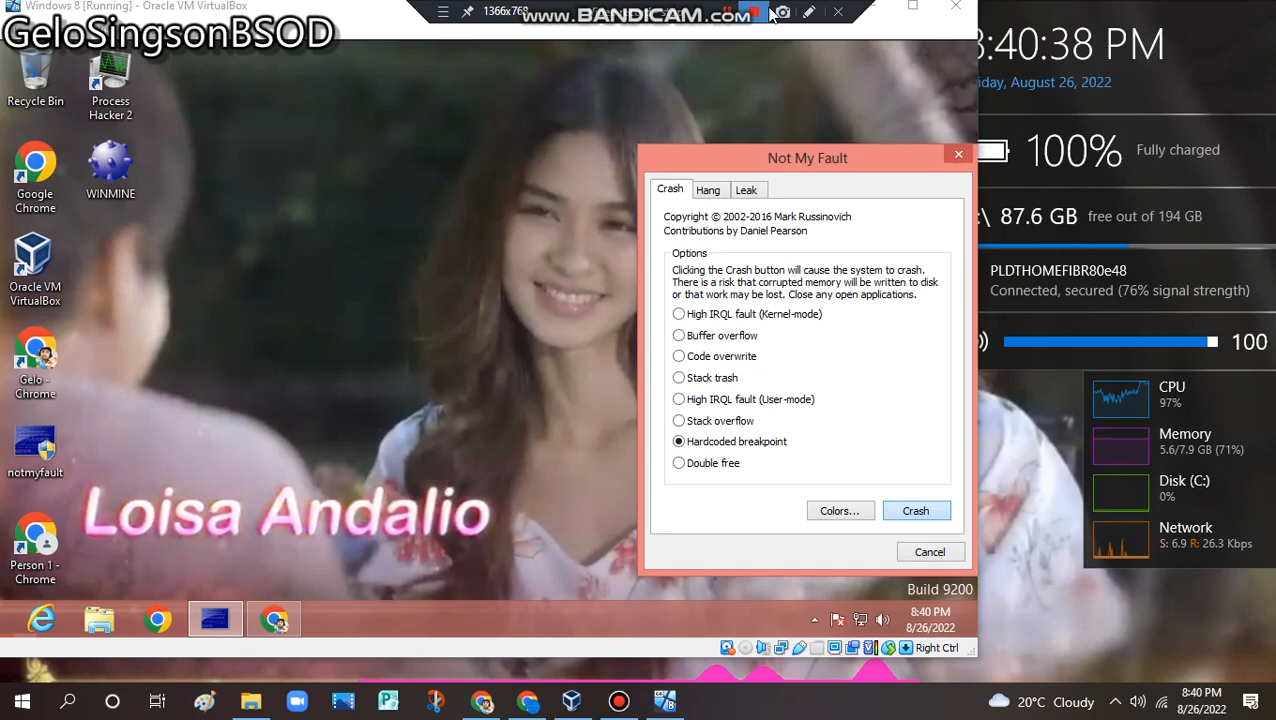 Windows 8 [Running] - Oracle VM VirtualBox
1366x768
www.BANDICAM.com
GeloSingsonBSOD
Recycle Bin
Process
Hacker 2
Google
Chrome
WINMINE
Oracle VM
VirtualBox
Gelo -
Chrome
notmyfault
Person 1 -
Chrome
Loisa Andalio
Not My Fault
Crash
Hang
Leak
Copyright © 2002-2016 Mark Russinovich
Contributions by Daniel Pearson
Options
Clicking the Crash button will cause the system to crash.
There is a risk that corrupted memory will be written to disk
or that work may be lost. Close any open applications.
High IRQL fault (Kernel-mode)
Buffer overflow
Code overwrite
Stack trash
High IRQL fault (User-mode)
Stack overflow
Hardcoded breakpoint
Double free
Colors...
Crash
Cancel
Build 9200
8:40 PM
8/26/2022
Right Ctrl
8:40:38 PM
iday, August 26, 2022
100%
Fully charged
:\ 87.6 GB
free out of 194 GB
PLDTHOMEFIBR80e48
Connected, secured (76% signal strength)
100
CPU
97%
Memory
5.6/7.9 GB (71%)
Disk (C:)
0%
Network
S: 6.9 R: 26.3 Kbps
20°C Cloudy
8:40 PM
8/26/2022